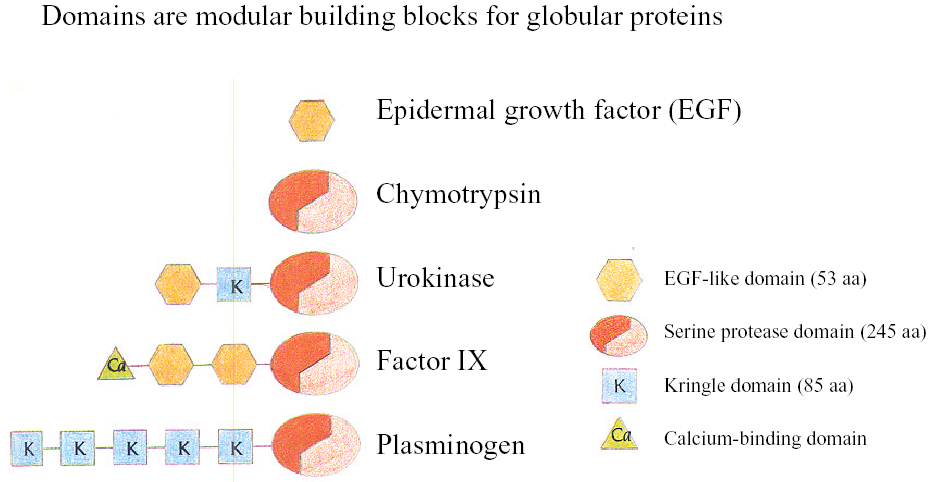 Domains are modular building blocks for globular proteins
Epidermal growth factor (EGF)
Chymotrypsin
K
Urokinase
Ca
Factor IX
K K K K K
Plasminogen
EGF-like domain (53 aa)
Serine protease domain (245 aa)
K
Kringle domain (85 aa)
Ca
Calcium-binding domain